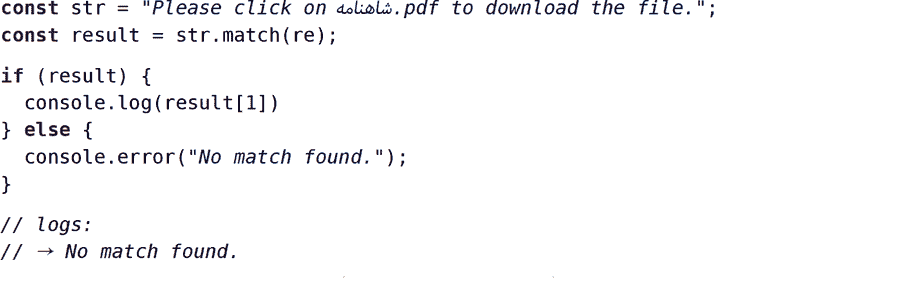 const str = "Please click on شاهنامه.pdf to download the file.";
const result = str.match(re);
if (result) {
  console.log(result[1])
} else {
  console.error("No match found.");
}
// logs:
// → No match found.